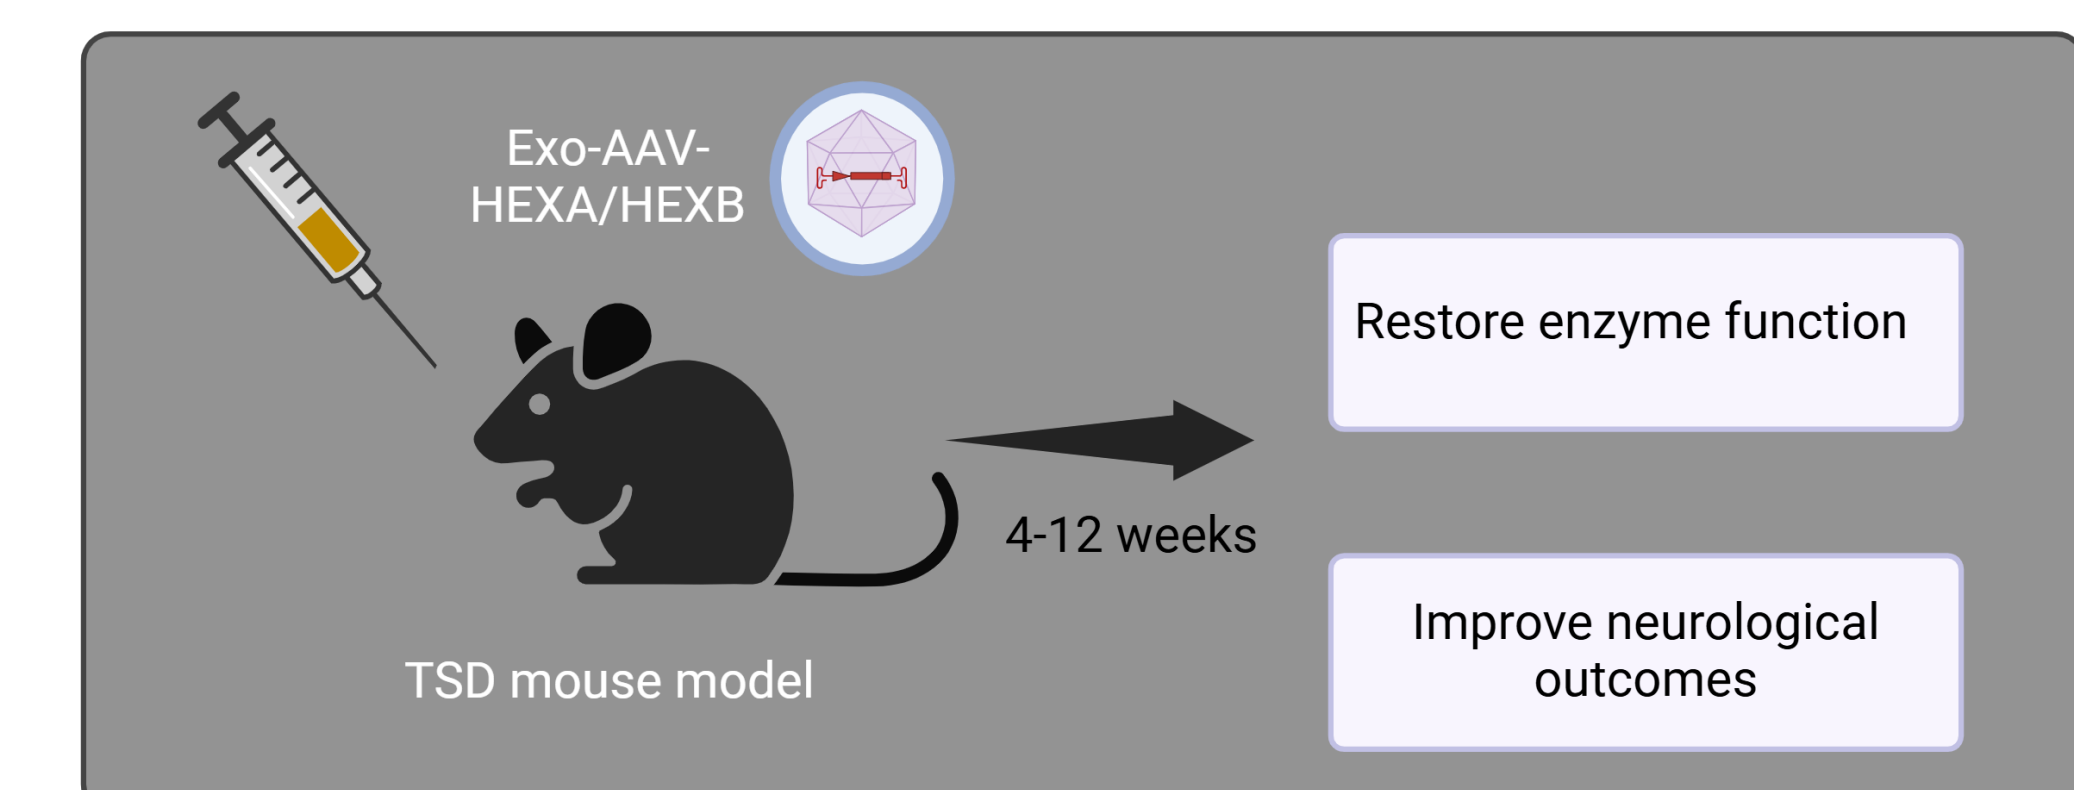 Exo-AAV-
HEXA/HEXB
Restore enzyme function
4-12 weeks
Improve neurological
outcomes
TSD mouse model